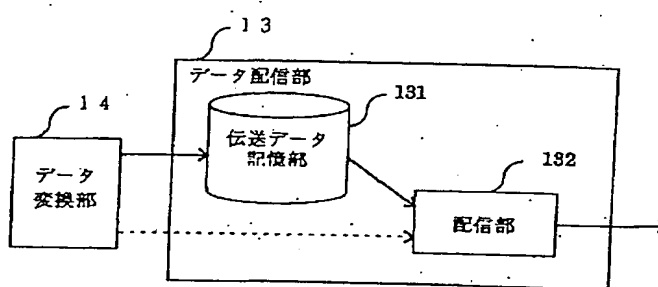 13
データ配信部
14
131
伝送データ
記憶部
132
データ
変換部
配信部